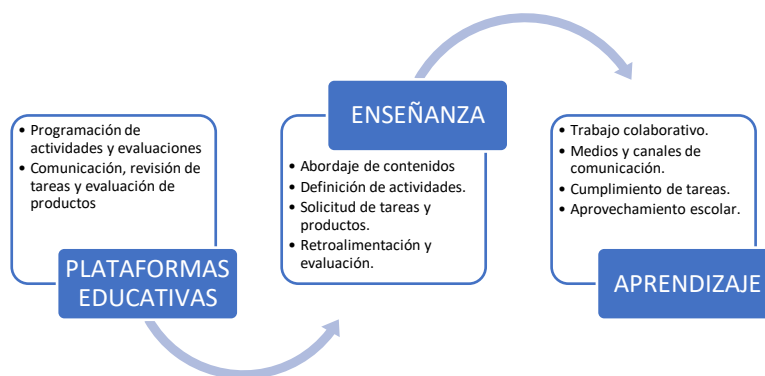 • Programación de
actividades y evaluaciones
• Comunicación, revisión de
tareas y evaluación de
productos
PLATAFORMAS
EDUCATIVAS
ENSEÑANZA
• Abordaje de contenidos
• Definición de actividades.
• Solicitud de tareas y
productos.
• Retroalimentación y
evaluación.
• Trabajo colaborativo.
• Medios y canales de
comunicación.
• Cumplimiento de tareas.
• Aprovechamiento escolar.
APRENDIZAJE